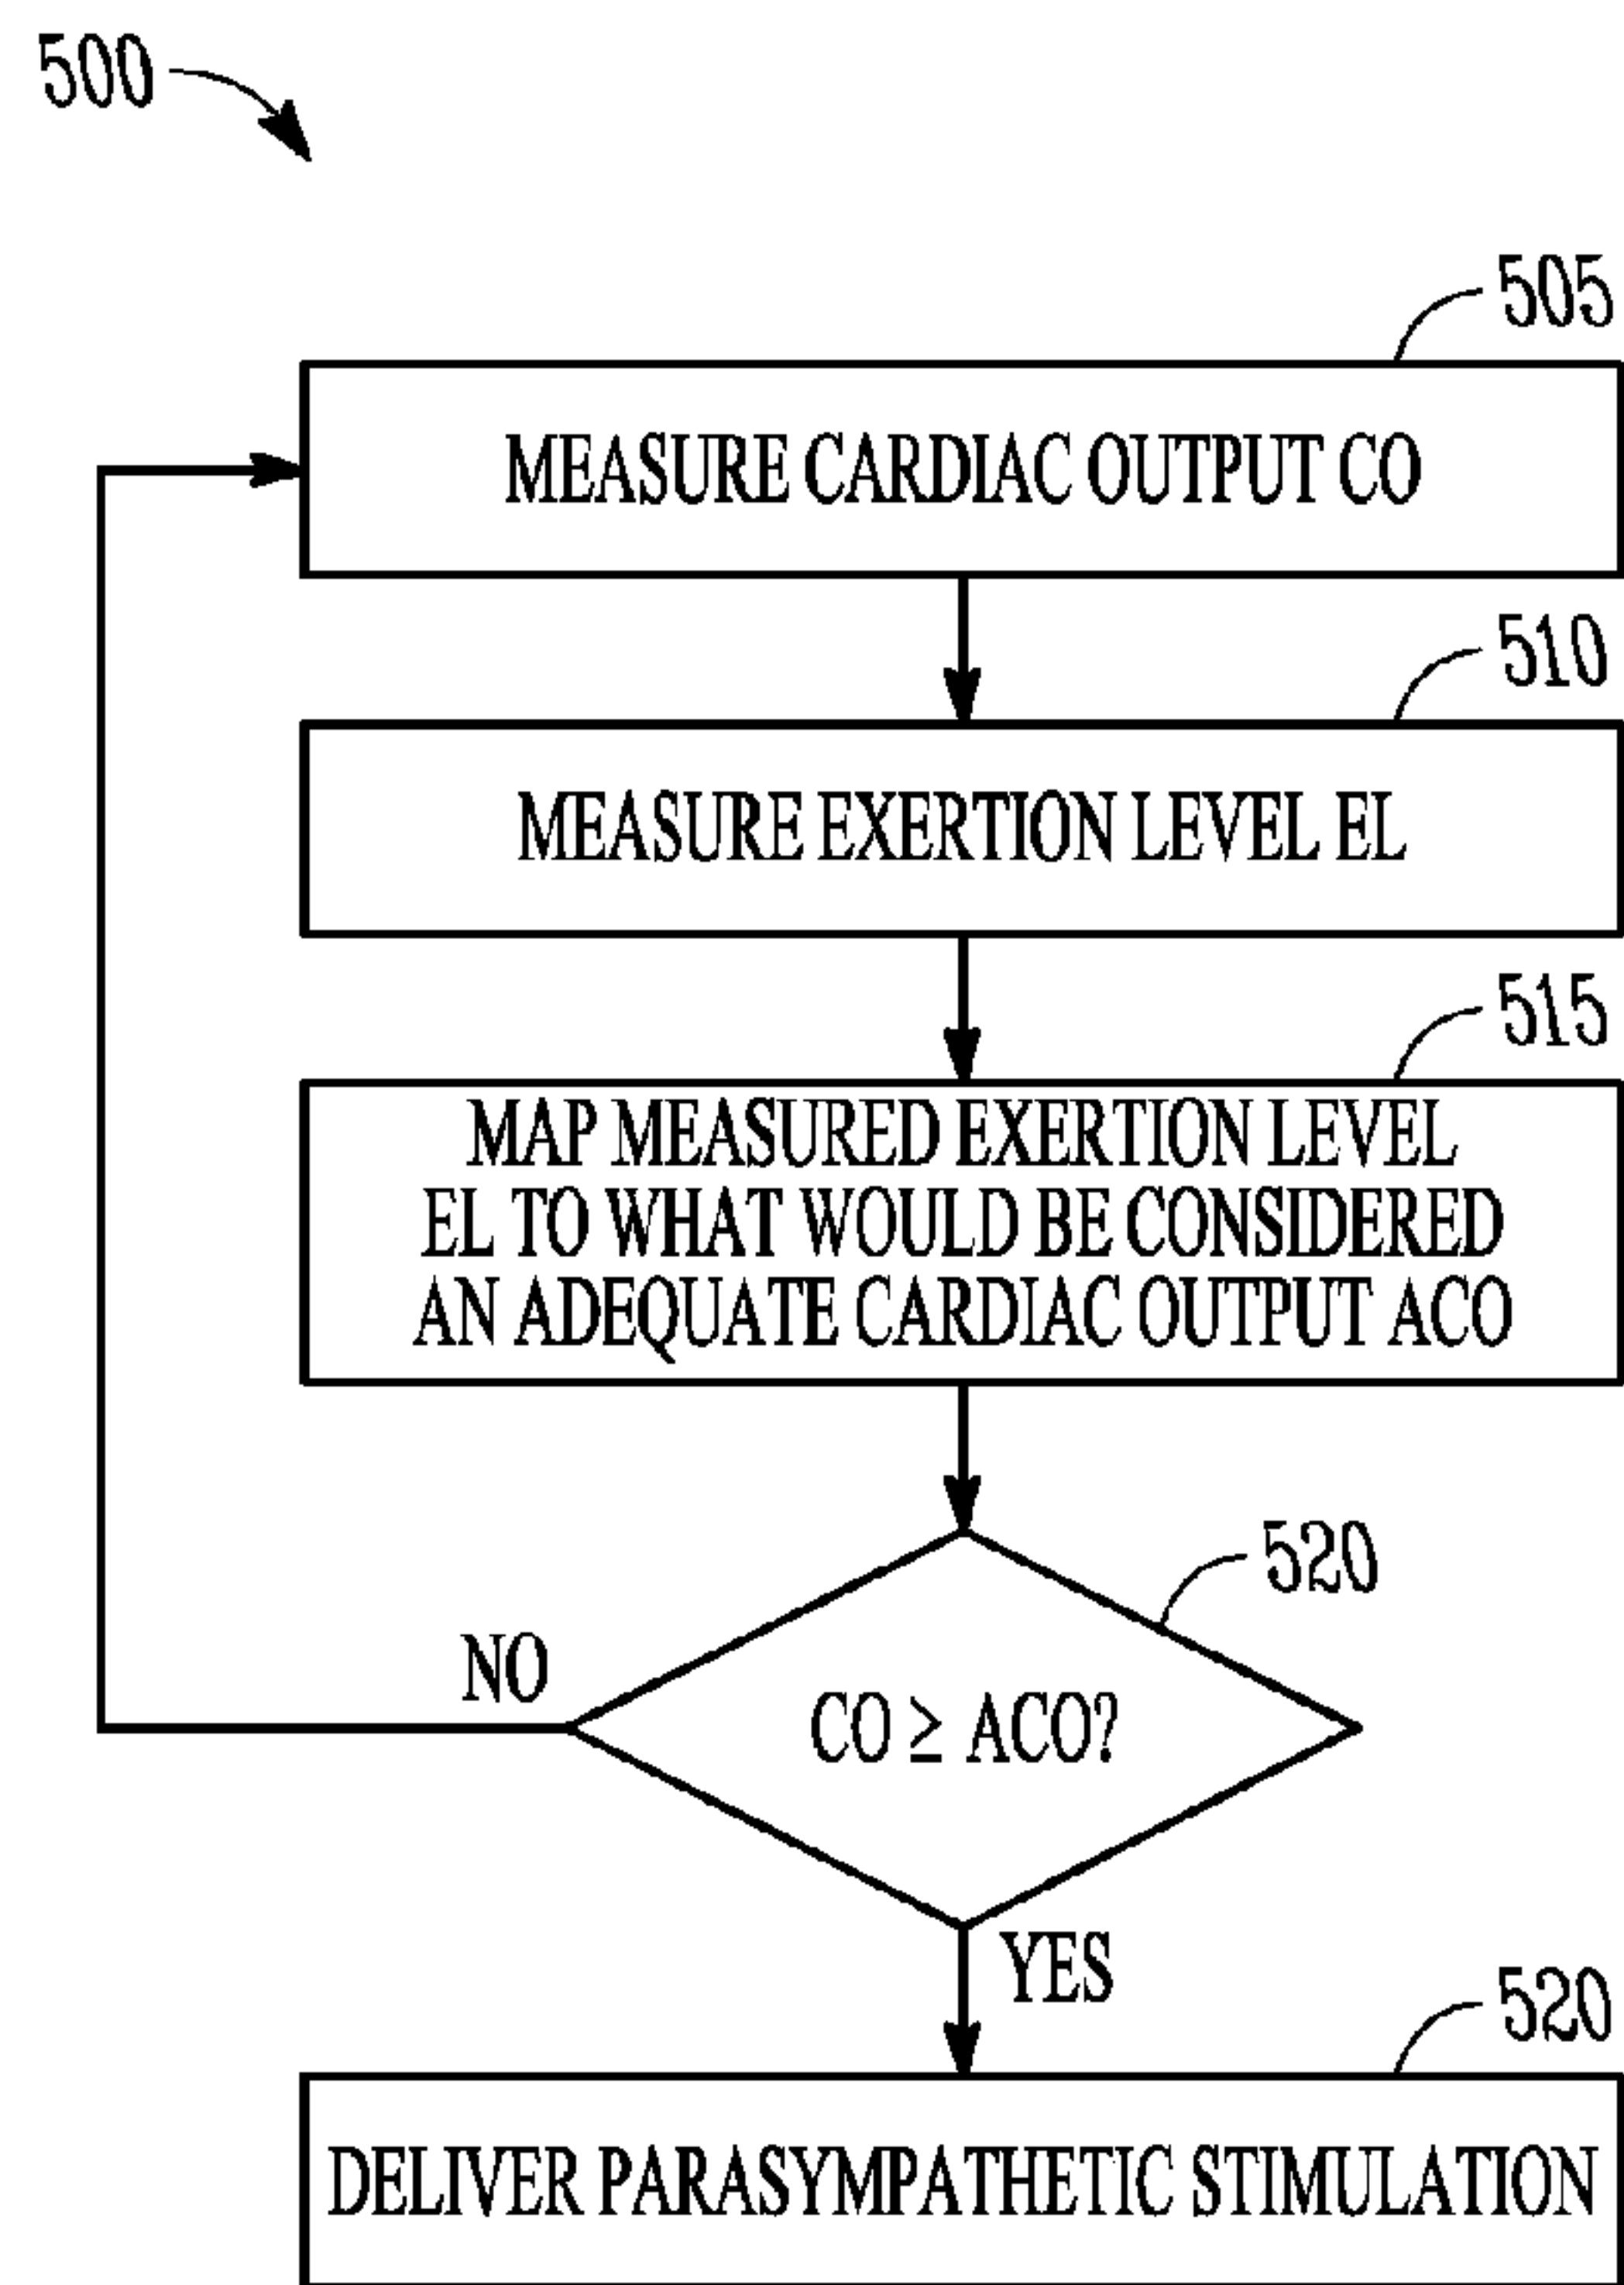 500
505
MEASURE CARDIAC OUTPUT CO
510
MEASURE EXERTION LEVEL EL
515
MAP MEASURED EXERTION LEVEL
EL TO WHAT WOULD BE CONSIDERED
AN ADEQUATE CARDIAC OUTPUT ACO
520
NO
CO ≥ ACO?
YES
520
DELIVER PARASYMPATHETIC STIMULATION